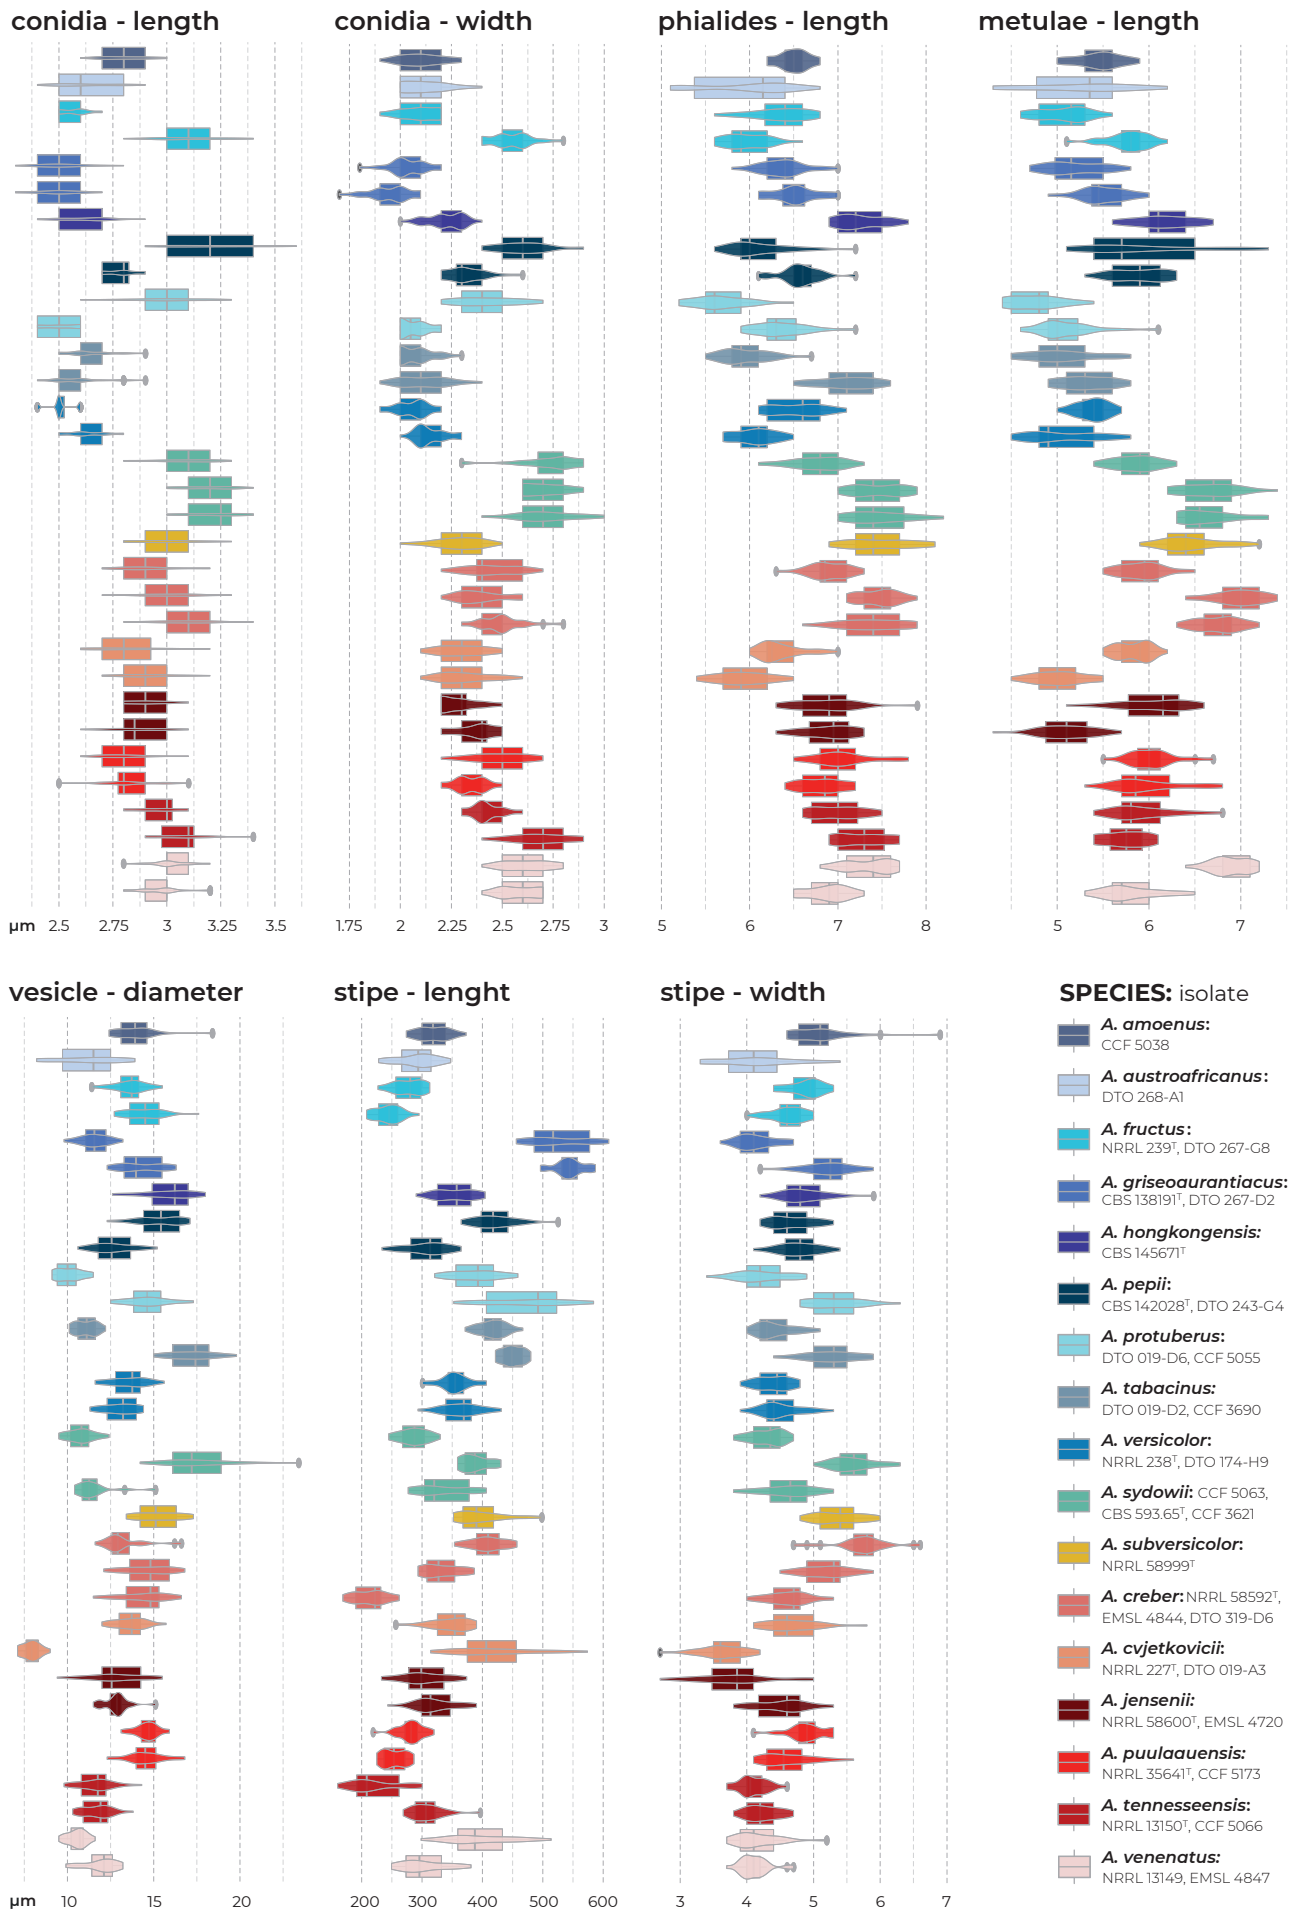 conidia - length
conidia - width
phialides - length
metulae - length
µm 2.5 2.75 3 3.25 3.5
1.75 2 2.25 2.5 2.75 3
5 6 7 8
5 6 7
vesicle - diameter
stipe - lenght
stipe - width
µm 10 15 20
200 300 400 500 600
3 4 5 6 7
SPECIES: isolate
A. amoenus:
CCF 5038
A. austroafricanus:
DTO 268-A1
A. fructus:
NRRL 239ᵀ, DTO 267-G8
A. griseoaurantiacus:
CBS 138191ᵀ, DTO 267-D2
A. hongkongensis:
CBS 145671ᵀ
A. pepii:
CBS 142028ᵀ, DTO 243-G4
A. protuberus:
DTO 019-D6, CCF 5055
A. tabacinus:
DTO 019-D2, CCF 3690
A. versicolor:
NRRL 238ᵀ, DTO 174-H9
A. sydowii: CCF 5063,
CBS 593.65ᵀ, CCF 3621
A. subversicolor:
NRRL 58999ᵀ
A. creber: NRRL 58592ᵀ,
EMSL 4844, DTO 319-D6
A. cvjetkovicii:
NRRL 227ᵀ, DTO 019-A3
A. jensenii:
NRRL 58600ᵀ, EMSL 4720
A. puulaauensis:
NRRL 35641ᵀ, CCF 5173
A. tennesseensis:
NRRL 13150ᵀ, CCF 5066
A. venenatus:
NRRL 13149, EMSL 4847